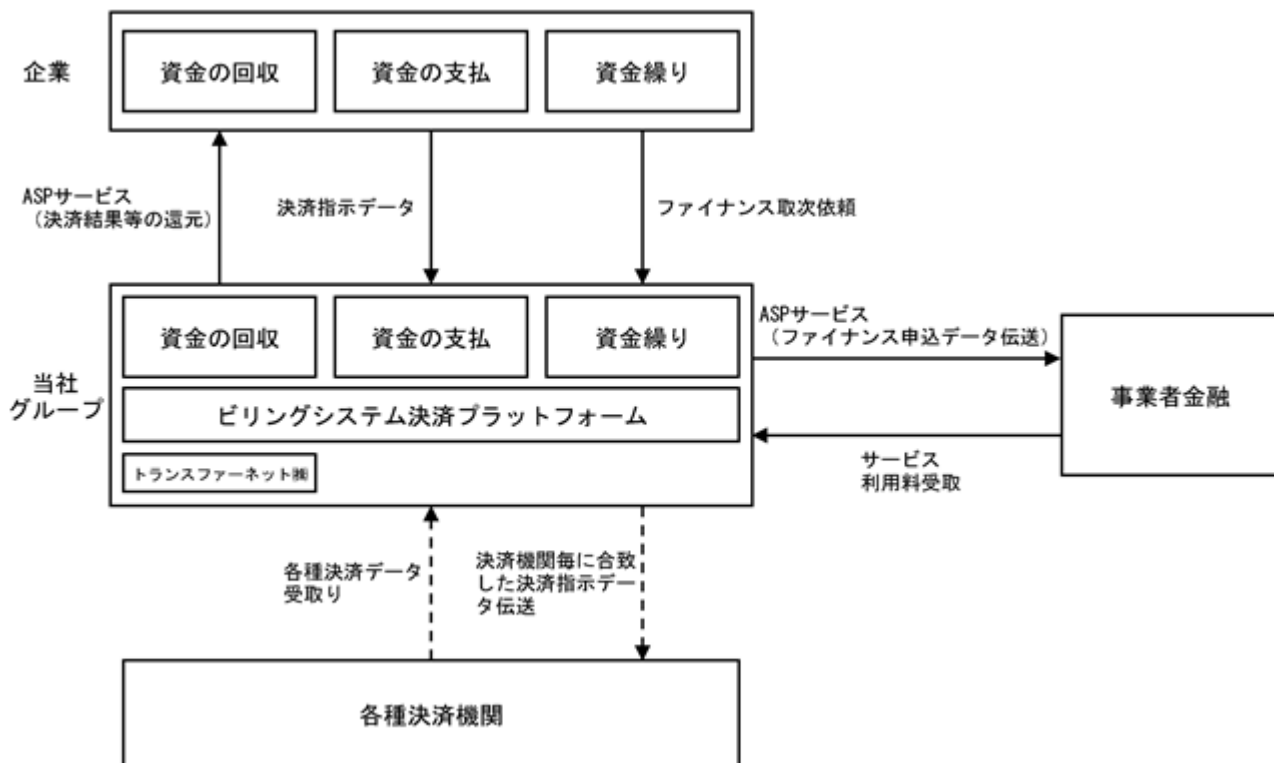 企業
資金の回収
資金の支払
資金繰り
ASPサービス
（決済結果等の還元）
決済指示データ
ファイナンス取次依頼
当社
グループ
資金の回収
資金の支払
資金繰り
ビリングシステム決済プラットフォーム
トランスファーネット㈱
ASPサービス
（ファイナンス申込データ伝送）
事業者金融
サービス
利用料受取
各種決済データ
受取り
決済機関毎に合致
した決済指示デー
タ伝送
各種決済機関